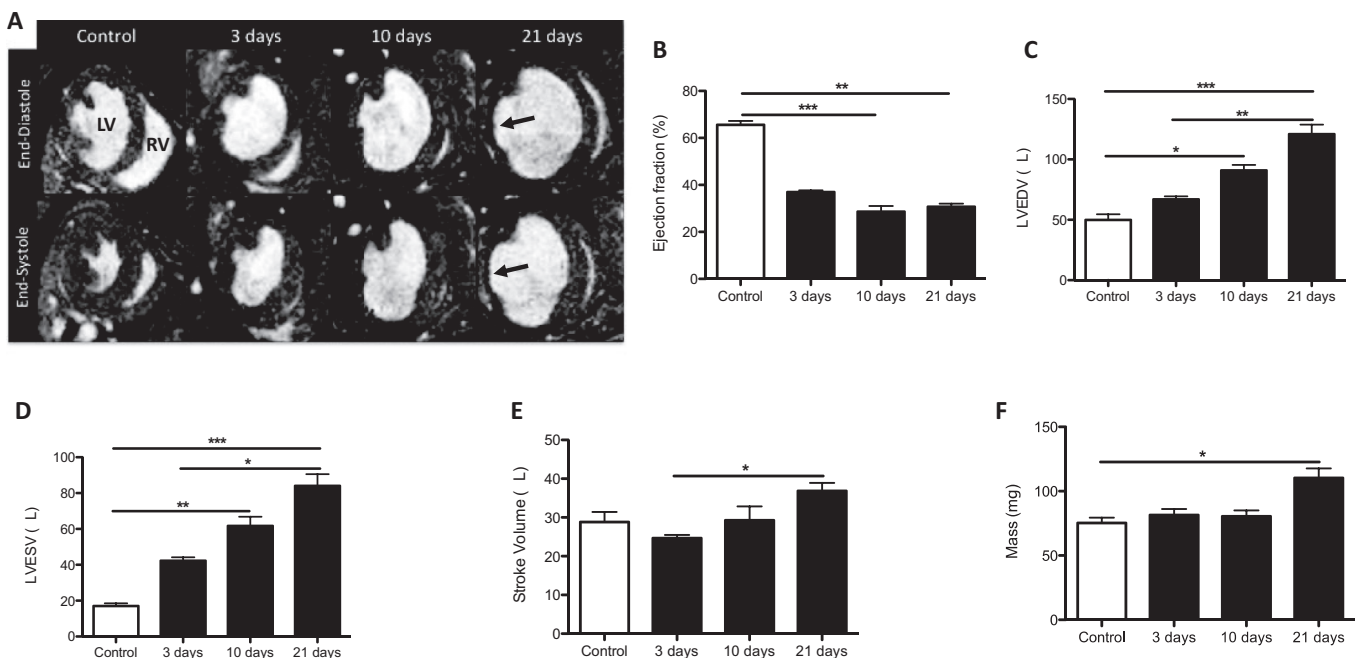 A
Control 3 days 10 days 21 days
End-Diastole
LV
RV
End-Systole
B
Ejection fraction (%)
80
60
40
20
0
**
***
Control 3 days 10 days 21 days
C
LVEDV ( L)
150
100
50
0
***
**
*
Control 3 days 10 days 21 days
D
LVESV ( L)
100
80
60
40
20
0
***
*
**
Control 3 days 10 days 21 days
E
Stroke Volume ( L)
50
40
30
20
10
0
*
Control 3 days 10 days 21 days
F
Mass (mg)
150
100
50
0
*
Control 3 days 10 days 21 days